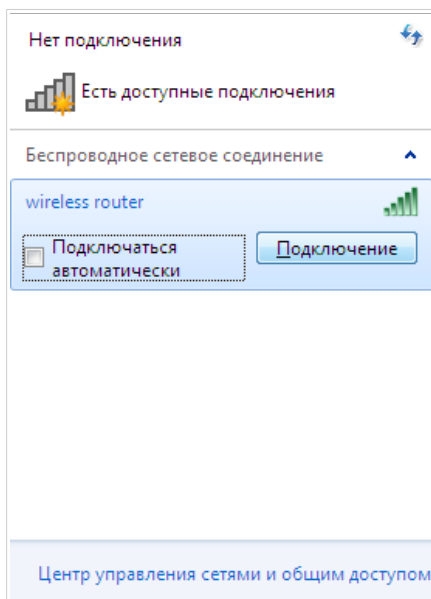 Нет подключения
Есть доступные подключения
Беспроводное сетевое соединение
wireless router
Подключаться
автоматически
Подключение
Центр управления сетями и общим доступом